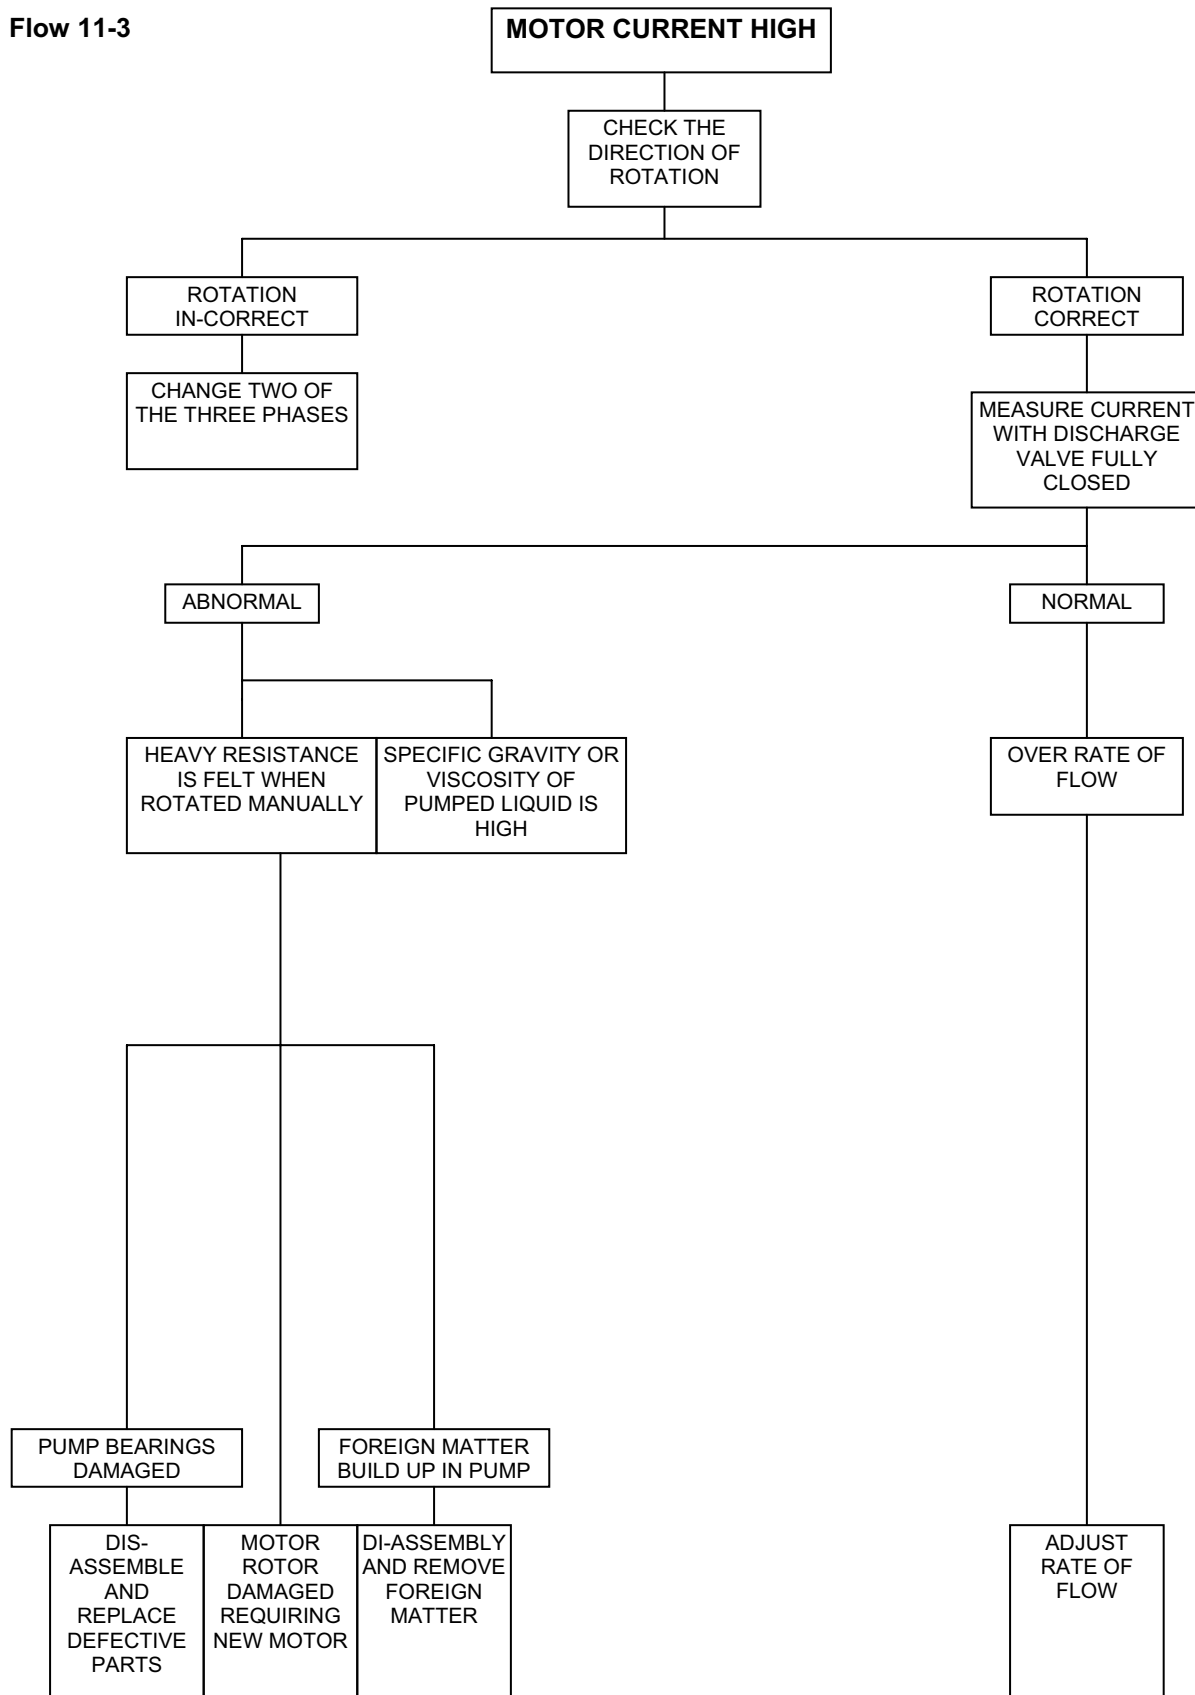 Flow 11-3
MOTOR CURRENT HIGH
CHECK THE
DIRECTION OF
ROTATION
ROTATION
IN-CORRECT
ROTATION
CORRECT
CHANGE TWO OF
THE THREE PHASES
MEASURE CURRENT
WITH DISCHARGE
VALVE FULLY
CLOSED
ABNORMAL
NORMAL
HEAVY RESISTANCE
IS FELT WHEN
ROTATED MANUALLY
SPECIFIC GRAVITY OR
VISCOSITY OF
PUMPED LIQUID IS
HIGH
OVER RATE OF
FLOW
PUMP BEARINGS
DAMAGED
FOREIGN MATTER
BUILD UP IN PUMP
DIS-
ASSEMBLE
AND
REPLACE
DEFECTIVE
PARTS
MOTOR
ROTOR
DAMAGED
REQUIRING
NEW MOTOR
DI-ASSEMBLY
AND REMOVE
FOREIGN
MATTER
ADJUST
RATE OF
FLOW